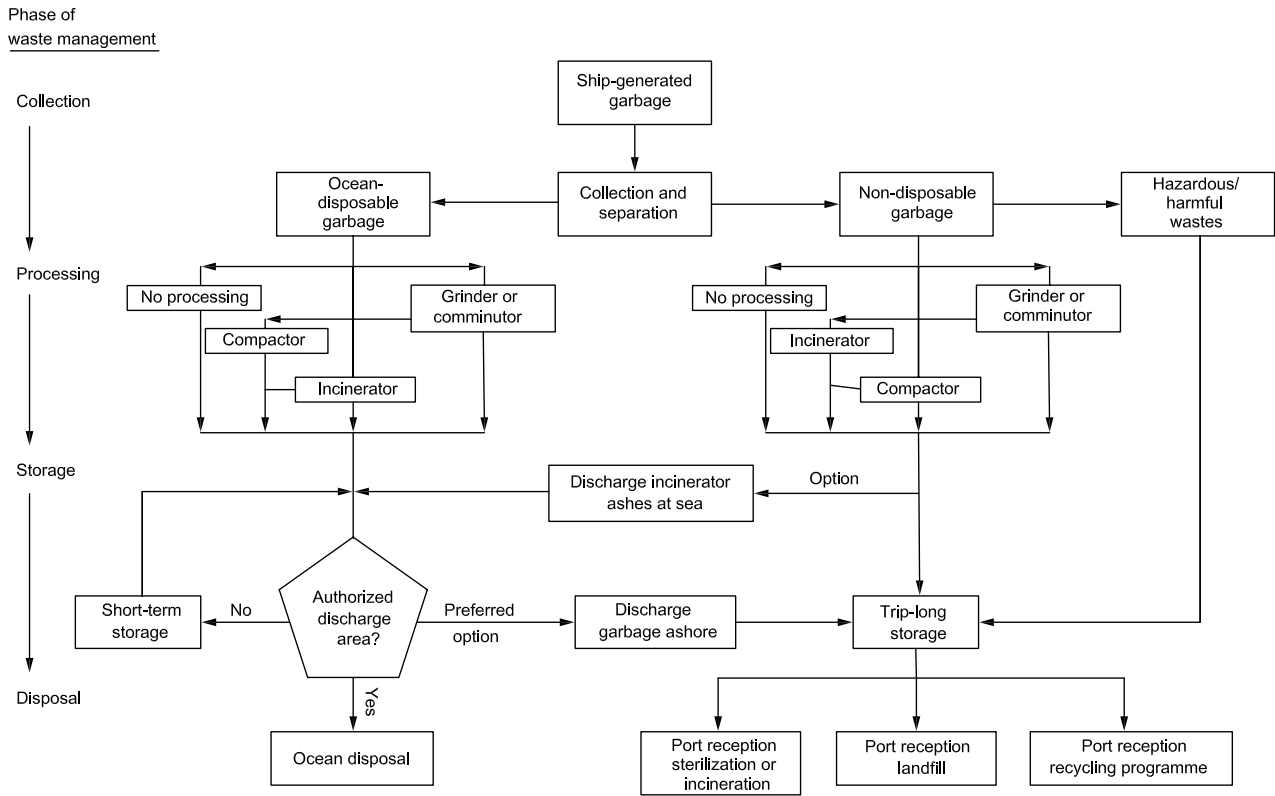 Phase of
waste management
Collection
Ship-generated
garbage
Ocean-
disposable
garbage
Collection and
separation
Non-disposable
garbage
Hazardous/
harmful
wastes
Processing
No processing
Grinder or
comminutor
Compactor
Incinerator
No processing
Grinder or
comminutor
Incinerator
Compactor
Storage
Discharge incinerator
ashes at sea
Option
Short-term
storage
No
Authorized
discharge
area?
Preferred
option
Discharge
garbage ashore
Trip-long
storage
Disposal
Yes
Ocean disposal
Port reception
sterilization or
incineration
Port reception
landfill
Port reception
recycling programme